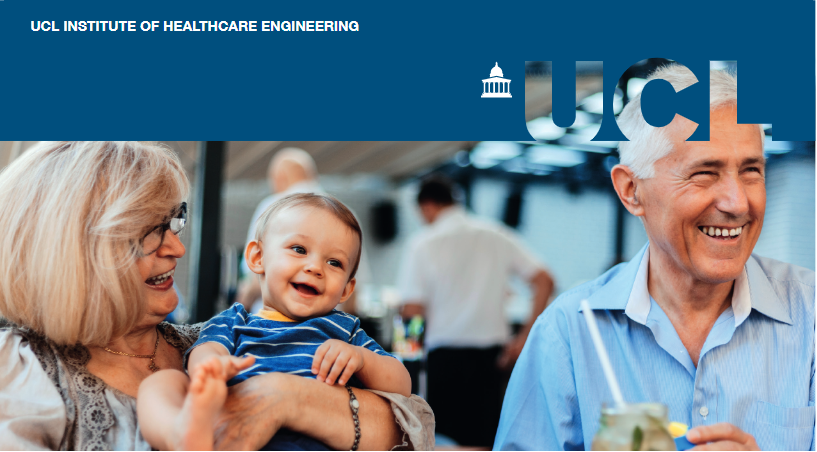 UCL INSTITUTE OF HEALTHCARE ENGINEERING
UCL